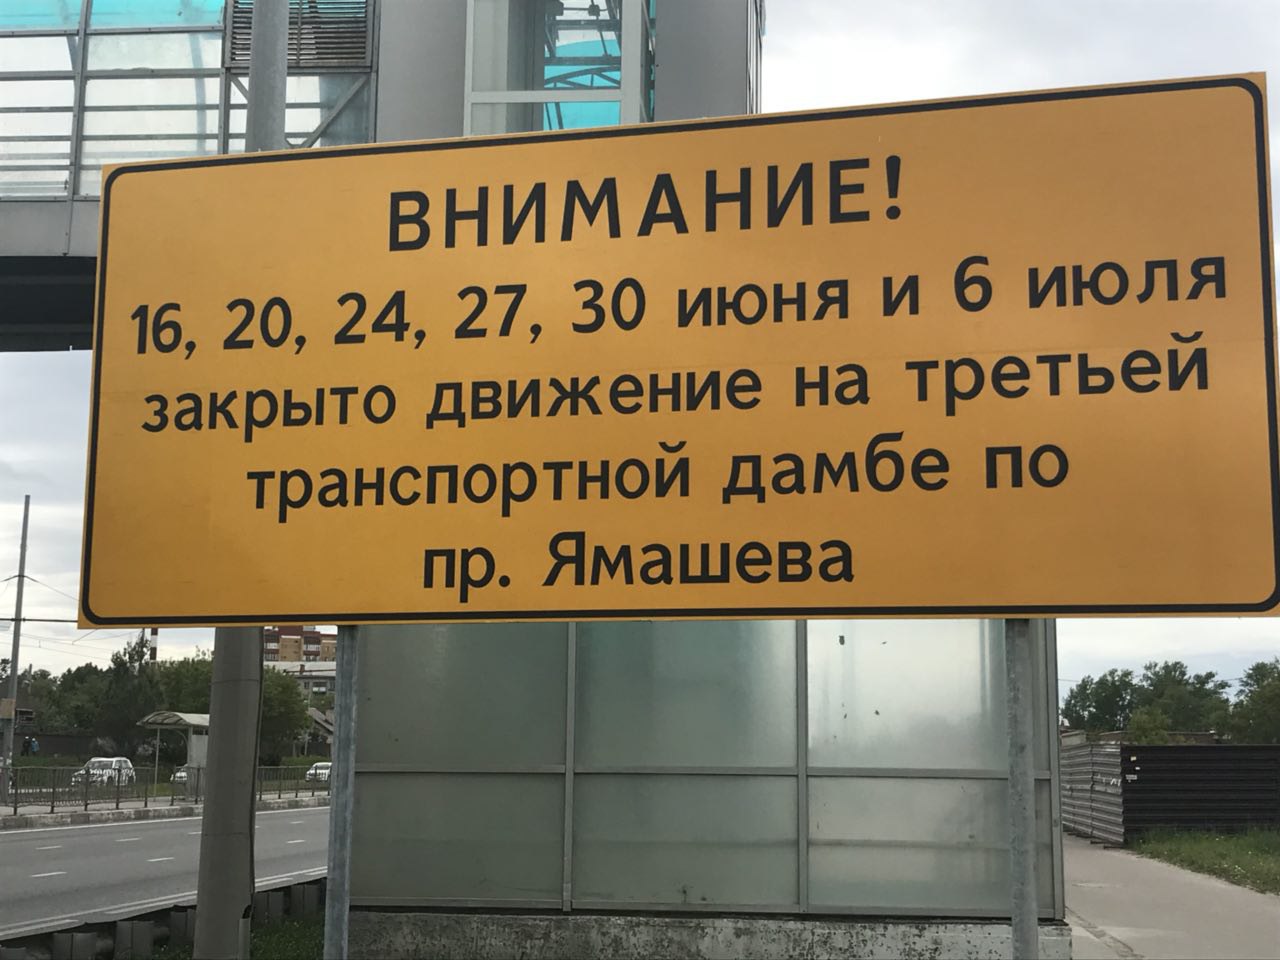 ВНИМАНИЕ!
16, 20, 24, 27, 30 июня и 6 июля
закрыто движение на третьей
транспортной дамбе по
пр. Ямашева